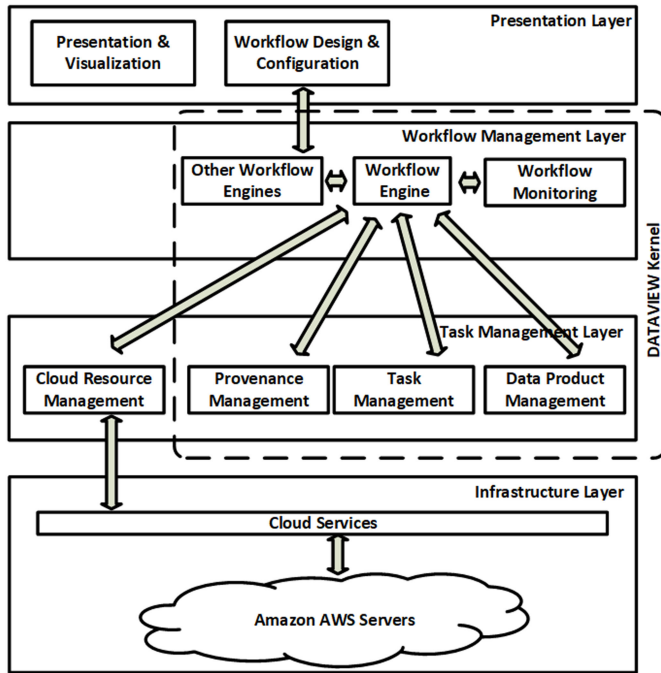 Presentation Layer
Presentation &
Visualization
Workflow Design &
Configuration
Workflow Management Layer
Other Workflow
Engines
Workflow
Engine
Workflow
Monitoring
DATAVIEW Kernel
Task Management Layer
Cloud Resource
Management
Provenance
Management
Task
Management
Data Product
Management
Infrastructure Layer
Cloud Services
Amazon AWS Servers